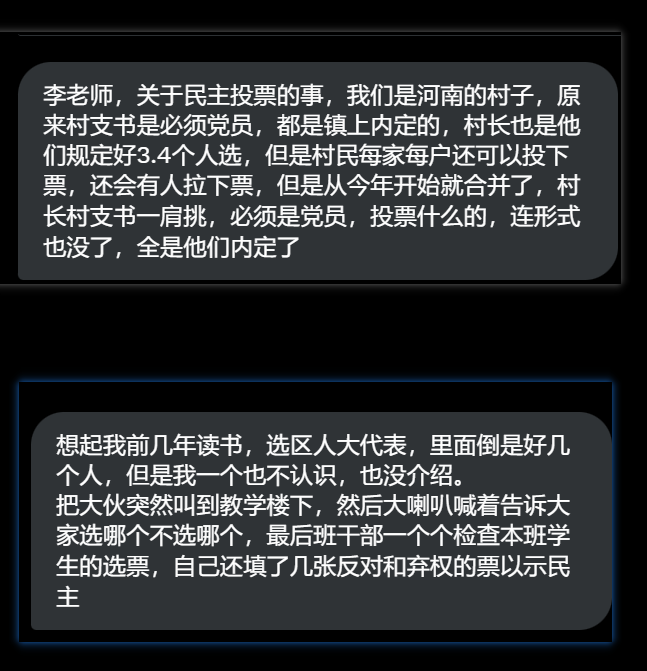 李老师，关于民主投票的事，我们是河南的村子，原
来村支书是必须党员，都是镇上内定的，村长也是他
们规定好3.4个人选，但是村民每家每户还可以投下
票，还会有人拉下票，但是从今年开始就合并了，村
长村支书一肩挑，必须是党员，投票什么的，连形式
也没了，全是他们内定了
想起我前几年读书，选区人大代表，里面倒是好几
个人，但是我一个也不认识，也没介绍。
把大伙突然叫到教学楼下，然后大喇叭喊着告诉大
家选哪个不选哪个，最后班干部一个个检查本班学
生的选票，自己还填了几张反对和弃权的票以示民
主